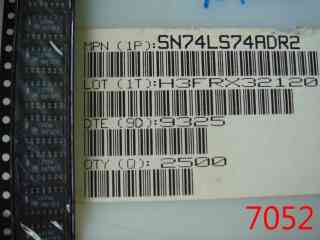 MPN (1P):SN74LS74ADR2
LOT (1T):H3FRX32120
DTE (9D):9325
QTY (Q): 2500
7052